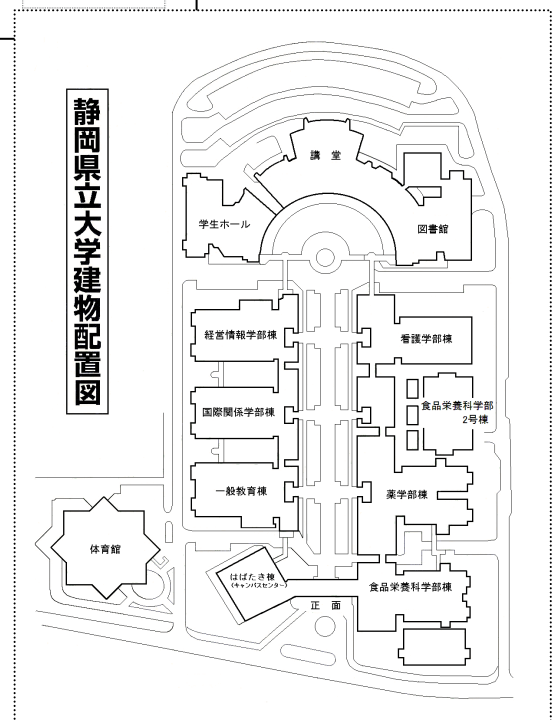 静岡県立大学建物配置図
講堂
学生ホール
図書館
経営情報学部棟
看護学部棟
国際関係学部棟
食品栄養科学部
2号棟
一般教育棟
薬学部棟
体育館
はばたき棟
(キャンパスセンター)
食品栄養科学部棟
正面